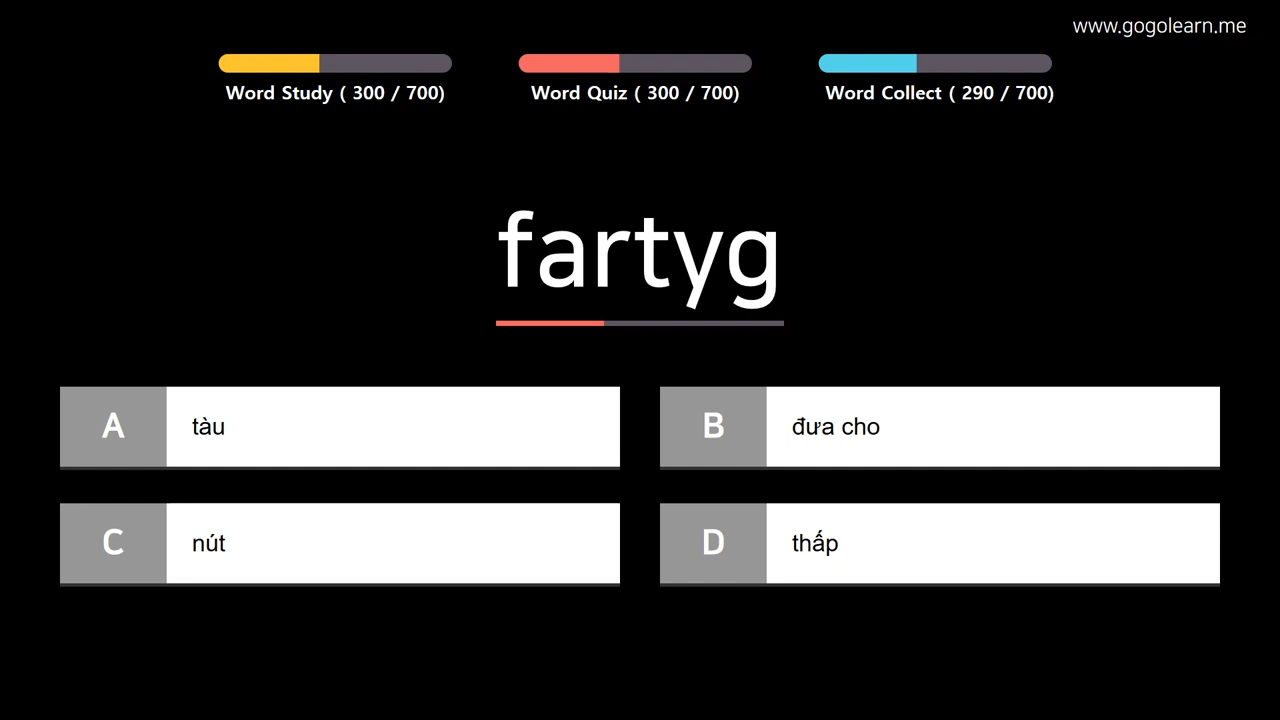 www.gogolearn.me
Word Study ( 300 / 700)
Word Quiz ( 300 / 700)
Word Collect ( 290 / 700)
fartyg
A tàu
B đưa cho
C nút
D thấp